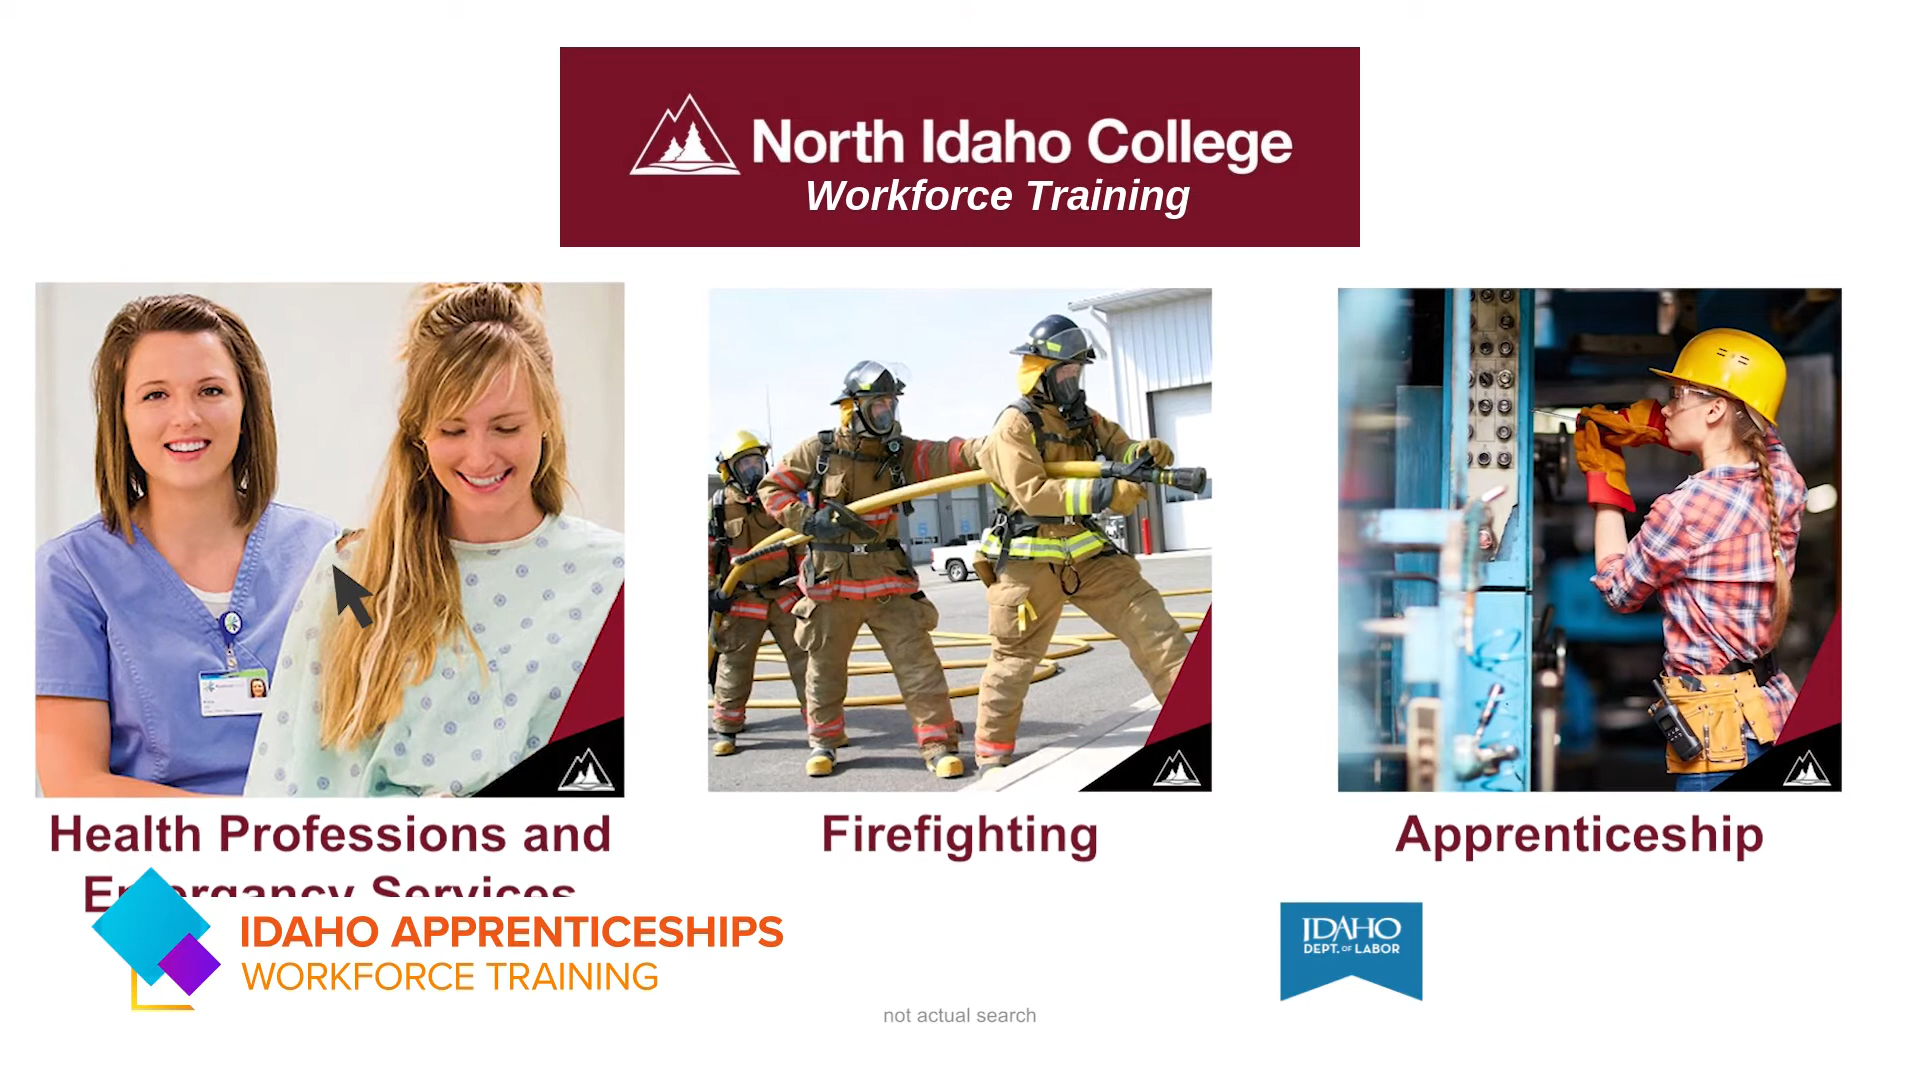 North Idaho College
Workforce Training
Health Professions and
Firefighting
Apprenticeship
Services
IDAHO APPRENTICESHIPS
WORKFORCE TRAINING
IDAHO
DEPT. OF LABOR
not actual search